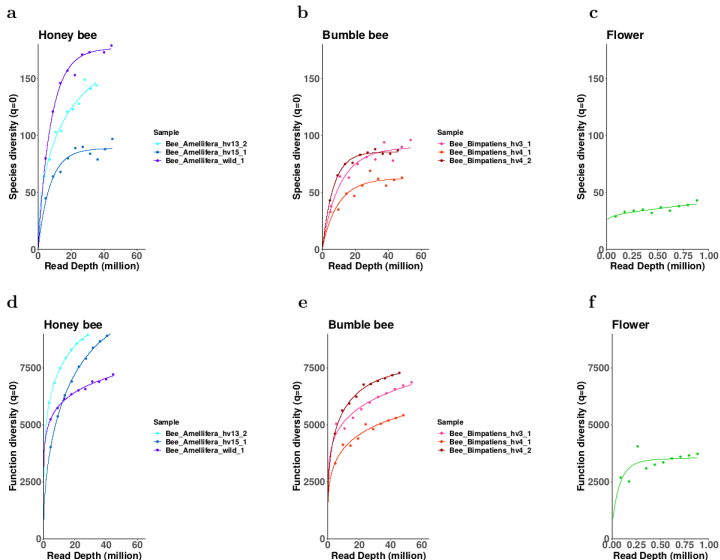 a
b
c
Honey bee
Bumble bee
Flower
Species diversity (q=0)
150
100
50
0
0 20 40 60
Read Depth (million)
Sample
Bee_Amellifera_hv13_2
Bee_Amellifera_hv15_1
Bee_Amellifera_wild_1
Species diversity (q=0)
150
100
50
0
0 20 40 60
Read Depth (million)
Sample
Bee_Bimpatiens_hv3_1
Bee_Bimpatiens_hv4_1
Bee_Bimpatiens_hv4_2
Species diversity (q=0)
150
100
50
0
0.00 0.25 0.50 0.75 1.00
Read Depth (million)
d
e
f
Honey bee
Bumble bee
Flower
Function diversity (q=0)
7500
5000
2500
0
0 20 40 60
Read Depth (million)
Sample
Bee_Amellifera_hv13_2
Bee_Amellifera_hv15_1
Bee_Amellifera_wild_1
Function diversity (q=0)
7500
5000
2500
0
0 20 40 60
Read Depth (million)
Sample
Bee_Bimpatiens_hv3_1
Bee_Bimpatiens_hv4_1
Bee_Bimpatiens_hv4_2
Function diversity (q=0)
7500
5000
2500
0
0.00 0.25 0.50 0.75 1.00
Read Depth (million)